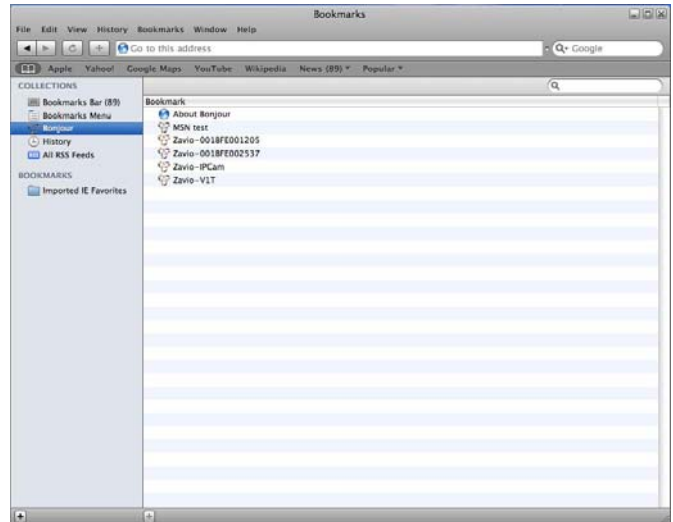 Bookmarks
File Edit View History Bookmarks Window Help
Go to this address
Google
Apple Yahoo! Google Maps YouTube Wikipedia News (89) Popular
COLLECTIONS
Bookmarks Bar (89)
Bookmarks Menu
Bonjour
History
All RSS Feeds
BOOKMARKS
Imported IE Favorites
Bookmark
About Bonjour
MSN test
Zavio-0018FE001205
Zavio-0018FE002537
Zavio-IPCam
Zavio-V1T